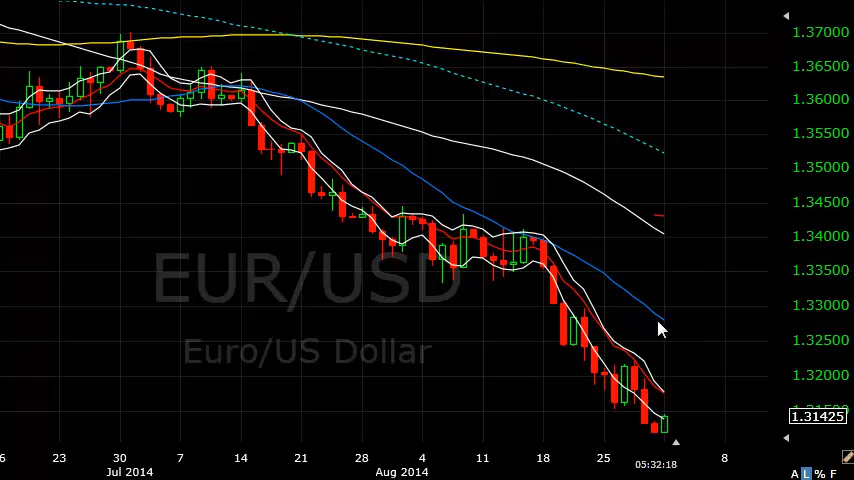 1.37000
1.36500
1.36000
1.35500
1.35000
1.34500
1.34000
1.33500
EUR/USD
1.33000
1.32500
Euro/US Dollar
1.32000
1.31425
6 23 30 7 14 21 28 4 11 18 25 8
Jul 2014 Aug 2014 05:32:18
A L % F